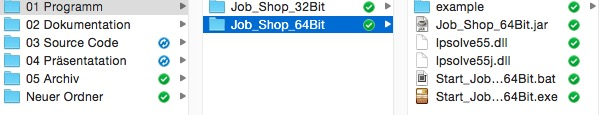 01 Programm
02 Dokumentation
03 Source Code
04 Präsentatation
05 Archiv
Neuer Ordner
Job_Shop_32Bit
Job_Shop_64Bit
example
Job_Shop_64Bit.jar
lpsolve55.dll
lpsolve55j.dll
Start_Job...64Bit.bat
Start_Job...64Bit.exe